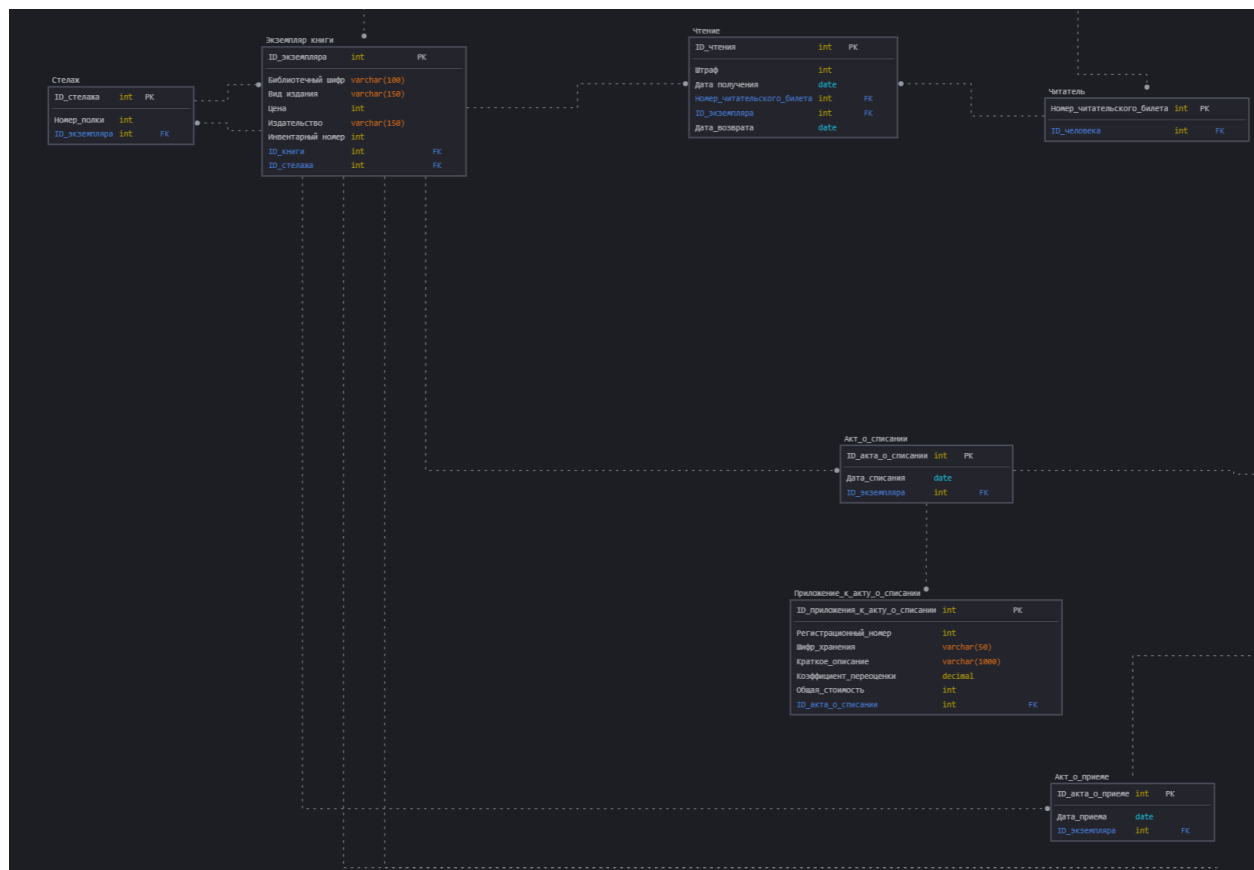 Экземпляр книги
ID_экземпляра int PK
Библиотечный шифр varchar(100)
Вид издания varchar(150)
Цена int
Издательство varchar(150)
Инвентарный номер int
ID_книги int FK
ID_стелажа int FK
Стелах
ID_стелажа int PK
Номер_полки int
ID_экземпляра int FK
Чтение
ID_чтения int PK
Штраф int
Дата получения date
Номер_читательского_билета int FK
ID_экземпляра int FK
Дата_возврата date
Читатель
Номер_читательского_билета int PK
ID_человека int FK
Акт_о_списании
ID_акта_о_списании int PK
Дата_списания date
ID_экземпляра int FK
Приложение_к_акту_о_списании
ID_приложения_к_акту_о_списании int PK
Регистрационный_номер int
Шифр_хранения varchar(50)
Краткое_описание varchar(1000)
Коэффициент_переоценки decimal
Общая_стоимость int
ID_акта_о_списании int FK
Акт_о_приеме
ID_акта_о_приеме int PK
Дата_приема date
ID_экземпляра int FK